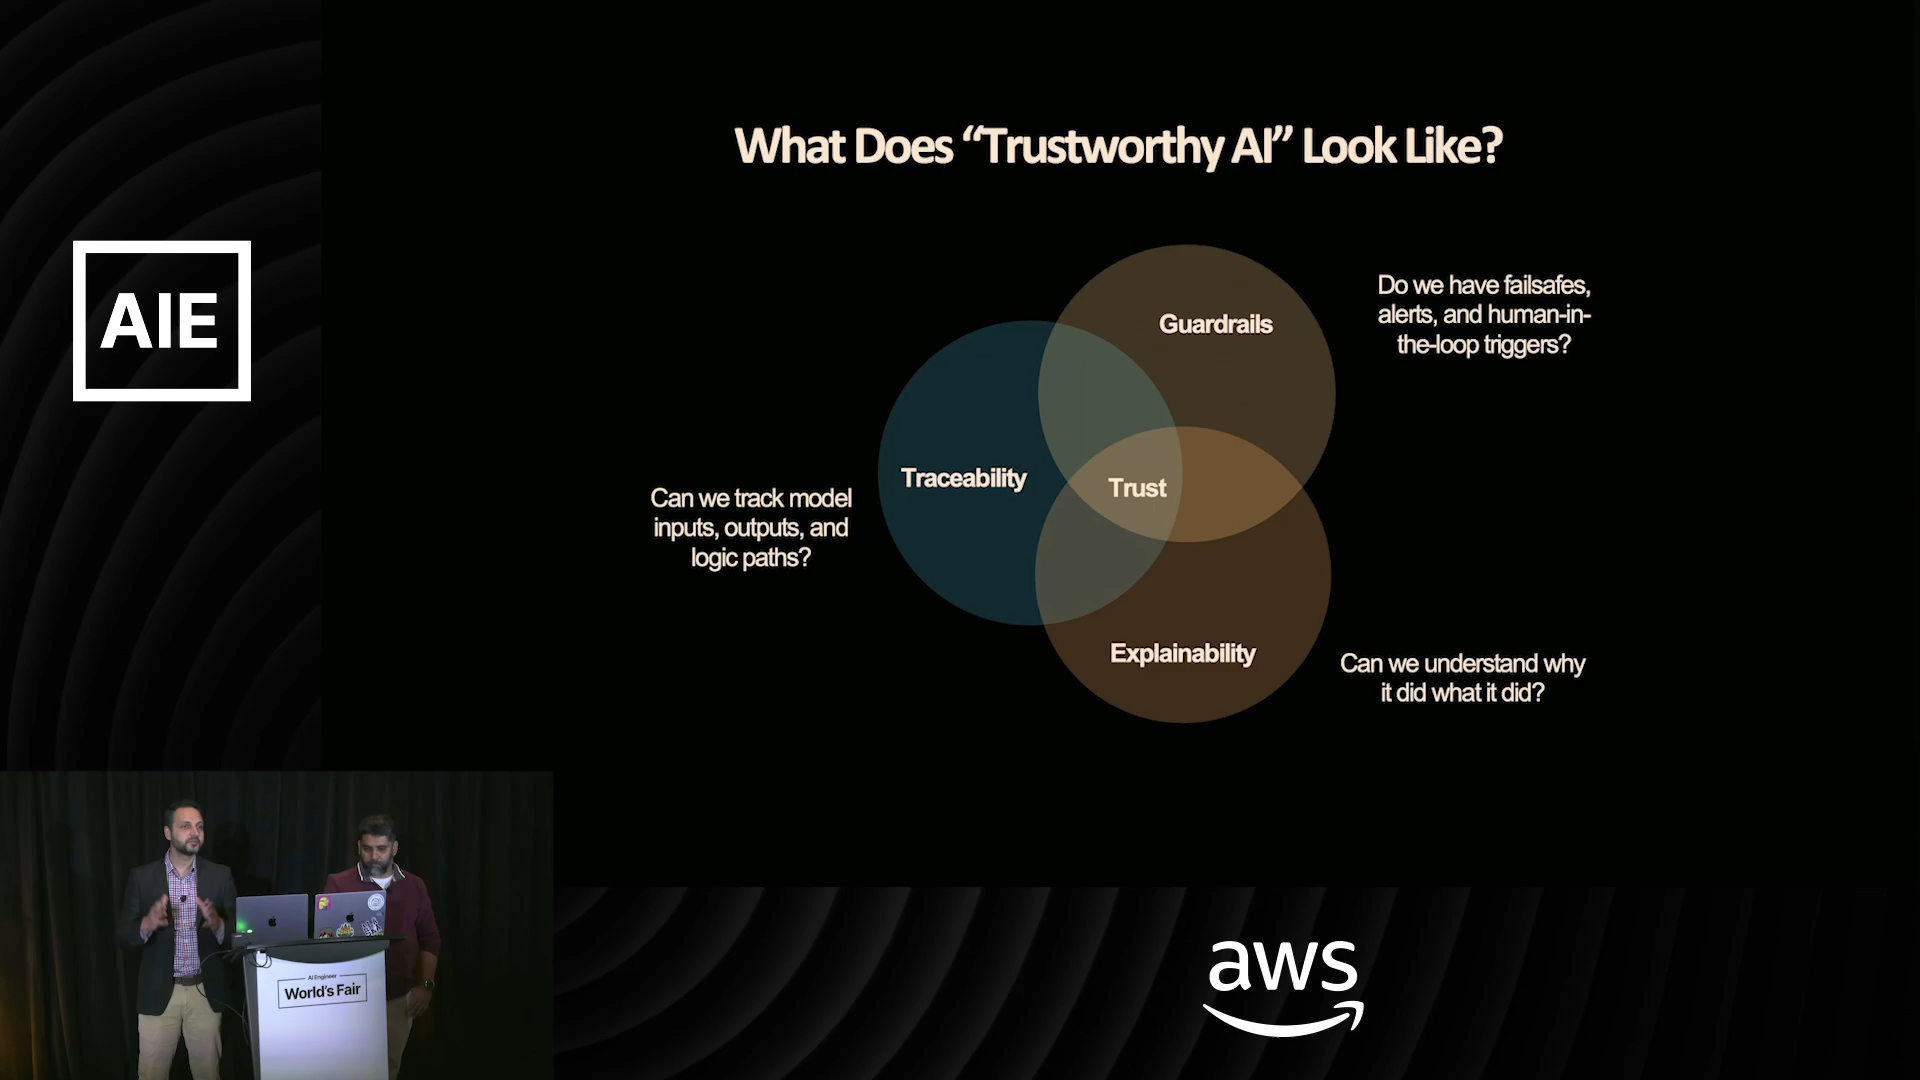 What Does “Trustworthy AI” Look Like?
AIE
Guardrails
Do we have failsafes,
alerts, and human-in-
the-loop triggers?
Traceability
Can we track model
inputs, outputs, and
logic paths?
Trust
Explainability
Can we understand why
it did what it did?
AI Engineer
World's Fair
aws